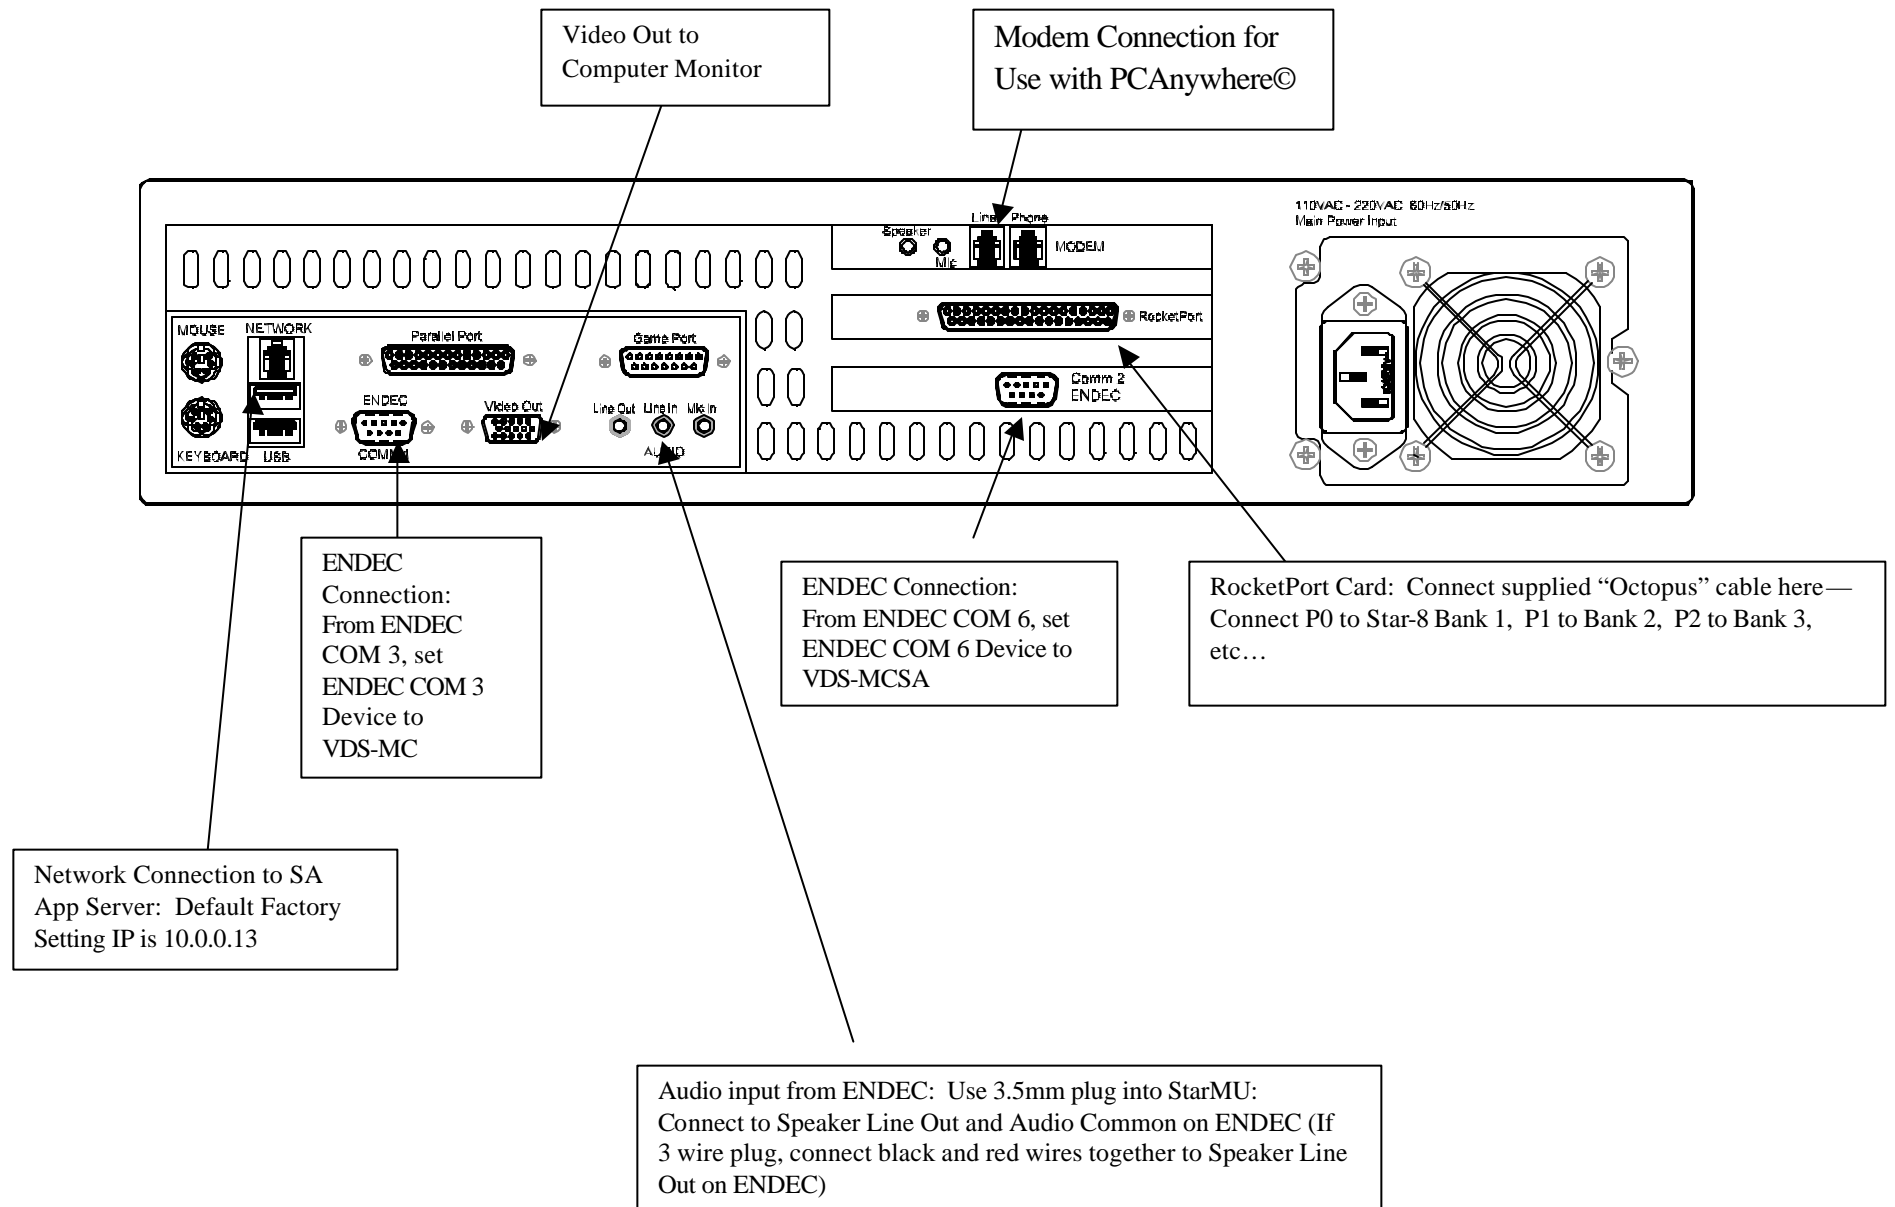 Video Out to
Computer Monitor
Modem Connection for
Use with PCAnywhere©
110VAC - 220VAC 60Hz/50Hz
Main Power Input
Line Phone
Speaker
Mic
MODEM
RocketPort
MOUSE
NETWORK
Parallel Port
Game Port
Comm 2
ENDEC
ENDEC
Video Out
Line Out Line In Mic In
KEYBOARD USB
AUDIO
ENDEC
Connection:
From ENDEC
COM 3, set
ENDEC COM 3
Device to
VDS-MC
ENDEC Connection:
From ENDEC COM 6, set
ENDEC COM 6 Device to
VDS-MCSA
RocketPort Card: Connect supplied “Octopus” cable here—
Connect P0 to Star-8 Bank 1, P1 to Bank 2, P2 to Bank 3,
etc…
Network Connection to SA
App Server: Default Factory
Setting IP is 10.0.0.13
Audio input from ENDEC: Use 3.5mm plug into StarMU:
Connect to Speaker Line Out and Audio Common on ENDEC (If
3 wire plug, connect black and red wires together to Speaker Line
Out on ENDEC)